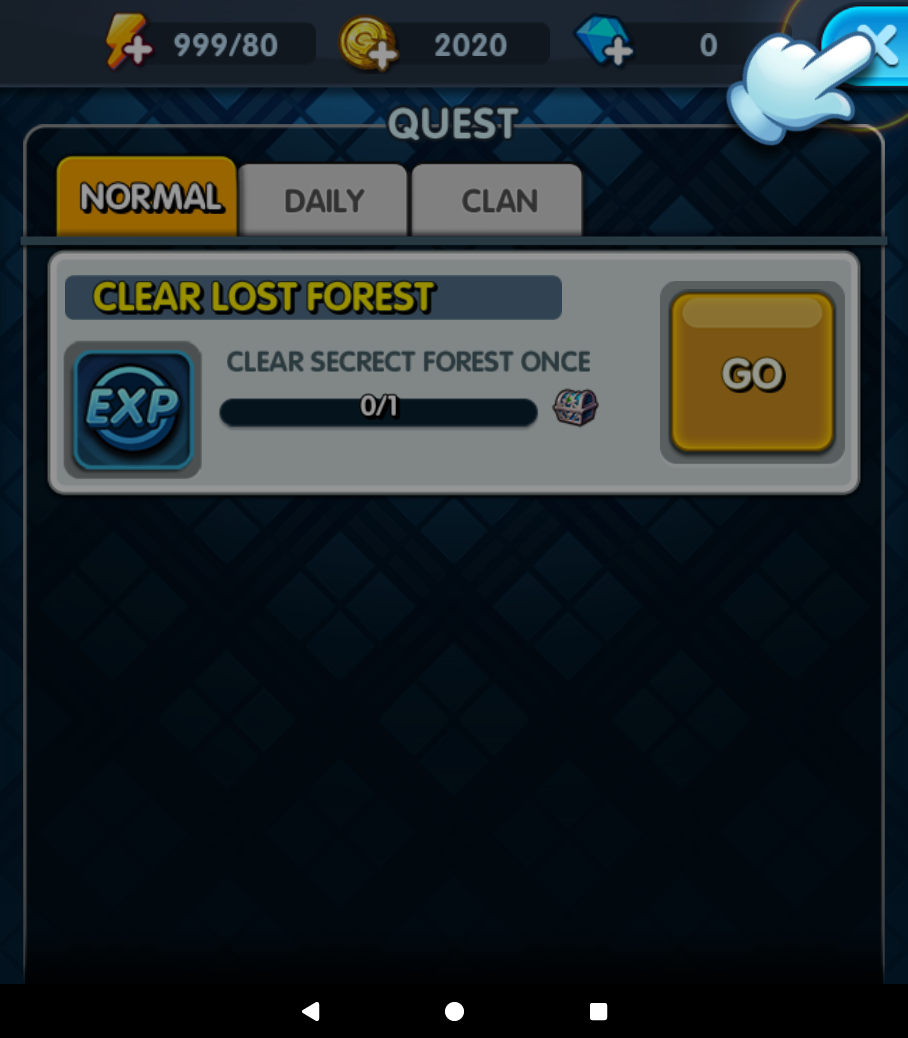 999/80
2020
0
QUEST
NORMAL
DAILY
CLAN
CLEAR LOST FOREST
EXP
CLEAR SECRECT FOREST ONCE
0/1
GO